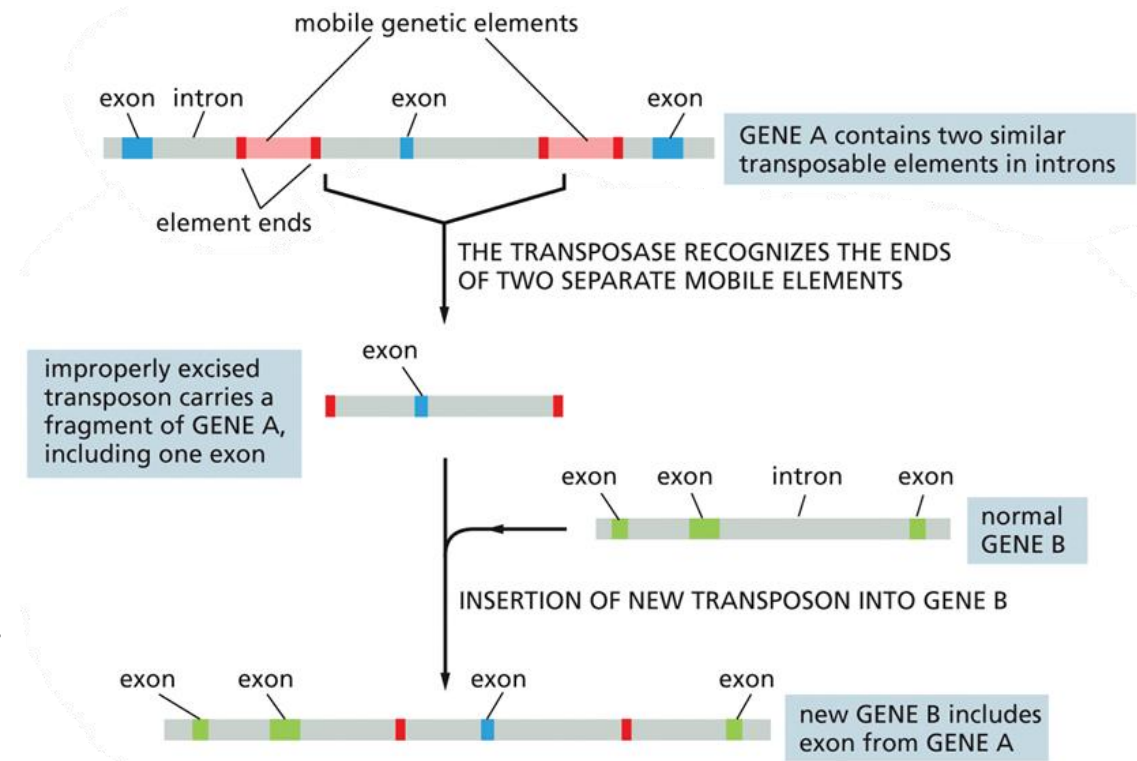 mobile genetic elements
exon intron
exon
exon
GENE A contains two similar
transposable elements in introns
element ends
THE TRANSPOSASE RECOGNIZES THE ENDS
OF TWO SEPARATE MOBILE ELEMENTS
improperly excised
transposon carries a
fragment of GENE A,
including one exon
exon
exon
exon
intron
exon
normal
GENE B
INSERTION OF NEW TRANSPOSON INTO GENE B
exon
exon
exon
exon
new GENE B includes
exon from GENE A